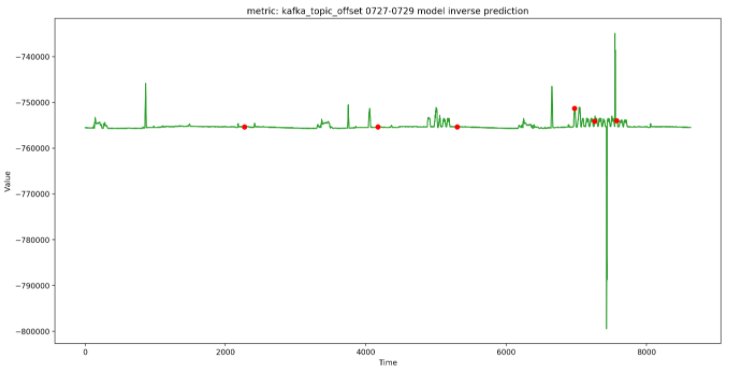 metric: kafka_topic_offset 0727-0729 model inverse prediction
−740000
−750000
−760000
−770000
−780000
−790000
−800000
Value
0 2000 4000 6000 8000
Time